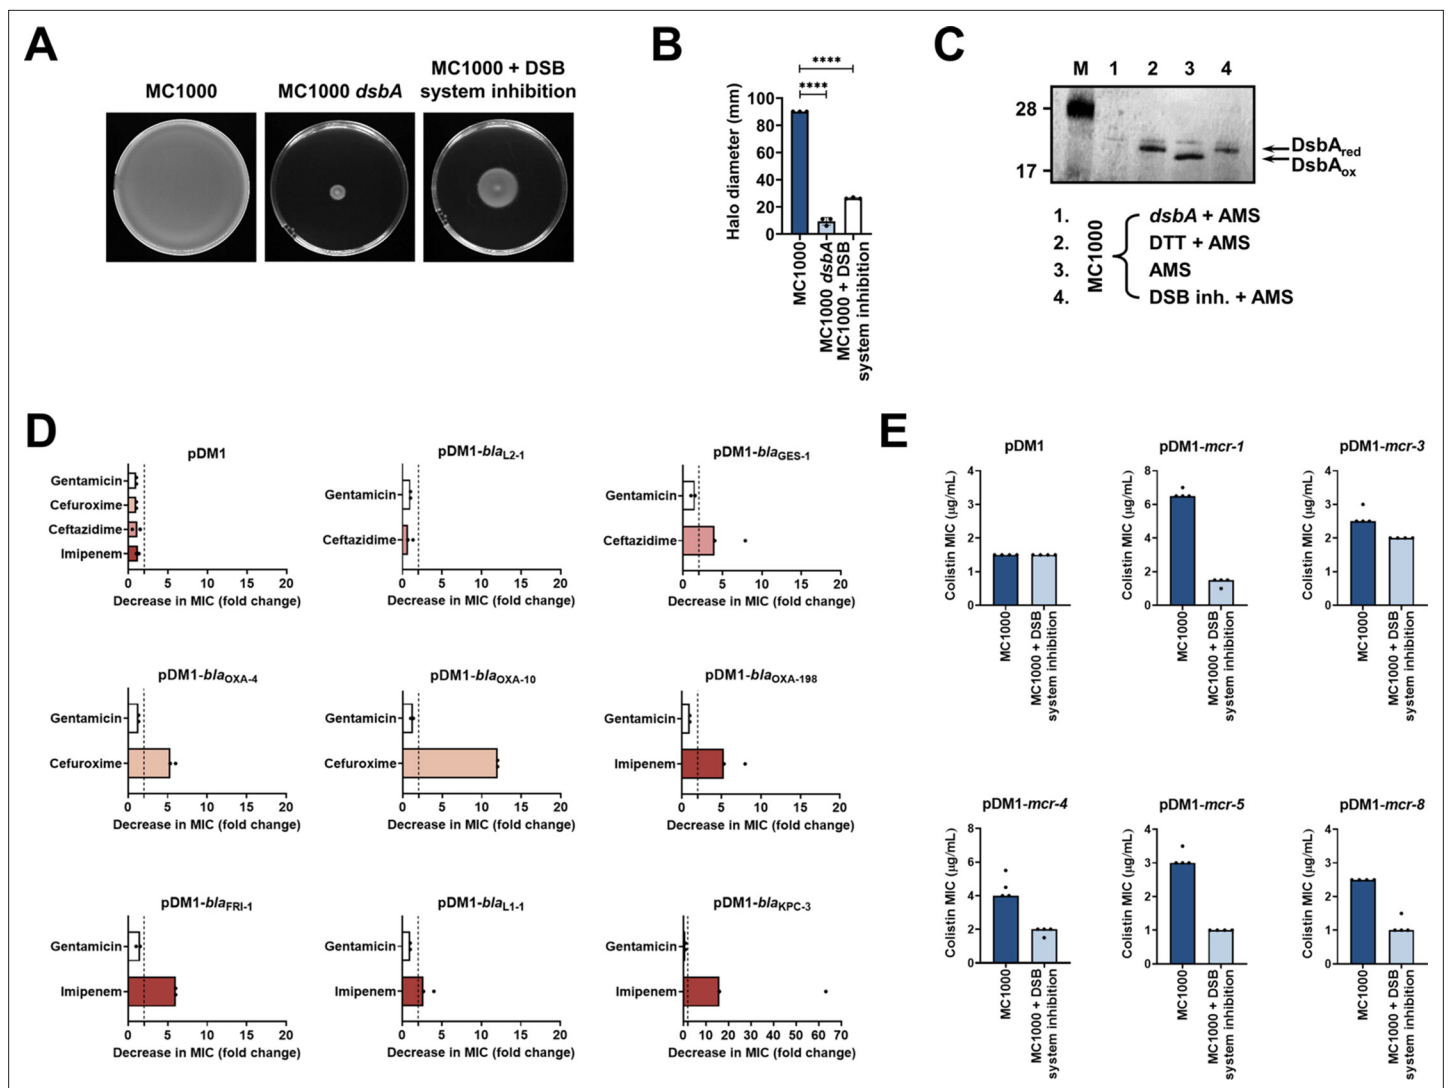 A
MC1000
MC1000 dsbA
MC1000 + DSB
system inhibition
B
****
****
Halo diameter (mm)
100
80
60
40
20
0
MC1000
MC1000 dsbA
MC1000 + DSB
system inhibition
C
M 1 2 3 4
28
17
DsbAred
DsbAox
1. dsbA + AMS
2. DTT + AMS
3. AMS
4. DSB inh. + AMS
MC1000
D
pDM1
Gentamicin
Cefuroxime
Ceftazidime
Imipenem
0 5 10 15 20
Decrease in MIC (fold change)
pDM1-blaL2-1
Gentamicin
Ceftazidime
0 5 10 15 20
Decrease in MIC (fold change)
pDM1-blaGES-1
Gentamicin
Ceftazidime
0 5 10 15 20
Decrease in MIC (fold change)
pDM1-blaOXA-4
Gentamicin
Cefuroxime
0 5 10 15 20
Decrease in MIC (fold change)
pDM1-blaOXA-10
Gentamicin
Cefuroxime
0 5 10 15 20
Decrease in MIC (fold change)
pDM1-blaOXA-198
Gentamicin
Imipenem
0 5 10 15 20
Decrease in MIC (fold change)
pDM1-blaFRI-1
Gentamicin
Imipenem
0 5 10 15 20
Decrease in MIC (fold change)
pDM1-blaL1-1
Gentamicin
Imipenem
0 5 10 15 20
Decrease in MIC (fold change)
pDM1-blaKPC-3
Gentamicin
Imipenem
0 10 20 30 40 50 60 70
Decrease in MIC (fold change)
E
pDM1
Colistin MIC (μg/mL)
4
3
2
1
0
MC1000
MC1000 + DSB
system inhibition
pDM1-mcr-1
Colistin MIC (μg/mL)
8
6
4
2
0
MC1000
MC1000 + DSB
system inhibition
pDM1-mcr-3
Colistin MIC (μg/mL)
4
3
2
1
0
MC1000
MC1000 + DSB
system inhibition
pDM1-mcr-4
Colistin MIC (μg/mL)
8
6
4
2
0
MC1000
MC1000 + DSB
system inhibition
pDM1-mcr-5
Colistin MIC (μg/mL)
4
3
2
1
0
MC1000
MC1000 + DSB
system inhibition
pDM1-mcr-8
Colistin MIC (μg/mL)
4
3
2
1
0
MC1000
MC1000 + DSB
system inhibition